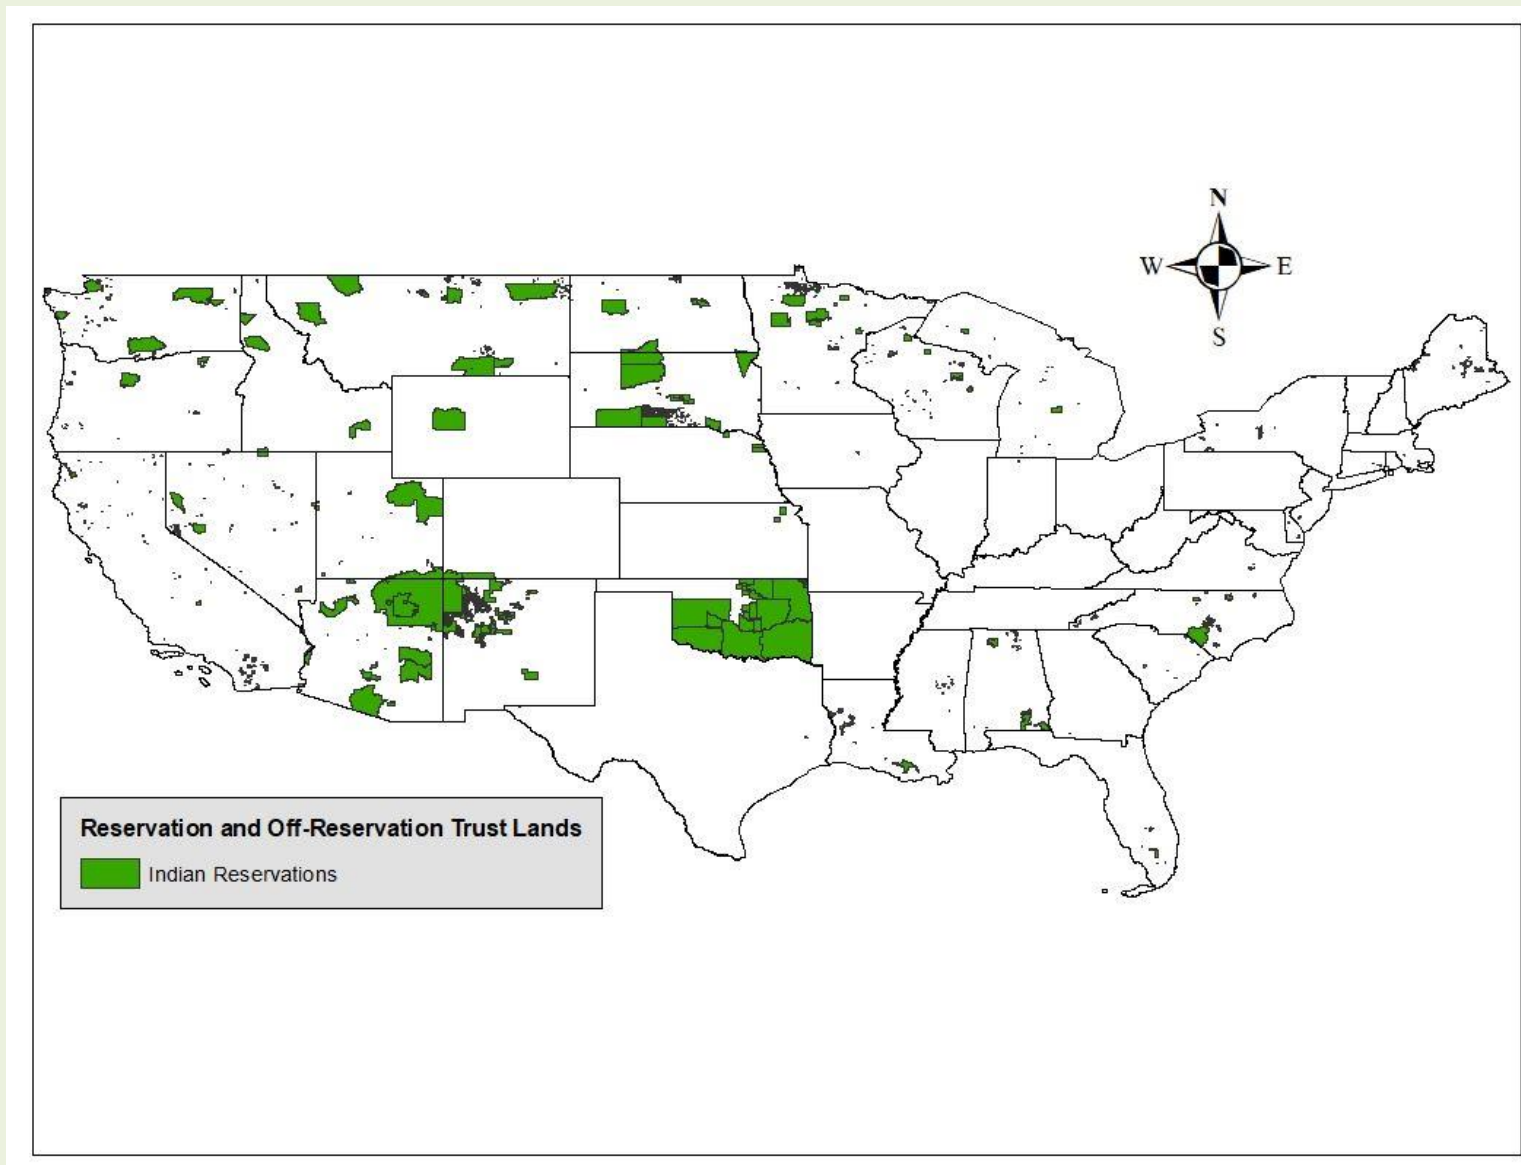 N
W E
S
Reservation and Off-Reservation Trust Lands
Indian Reservations